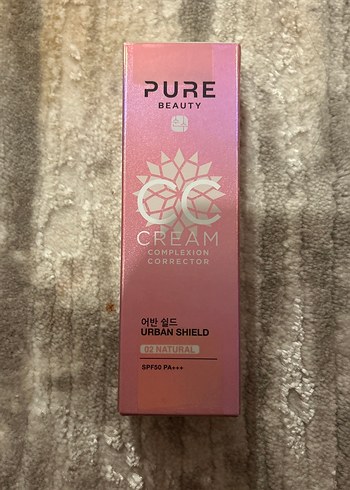 PURE
BEAUTY
CC
CREAM
COMPLEXION
CORRECTOR
어반 쉴드
URBAN SHIELD
02 NATURAL
SPF50 PA+++